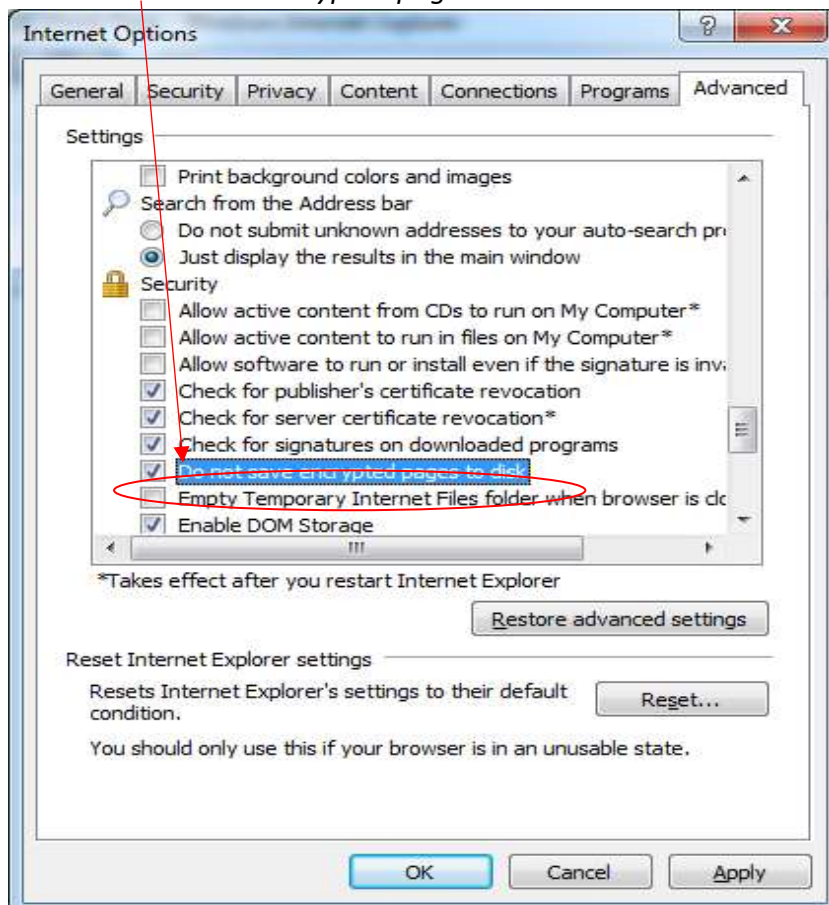 Internet Options
General Security Privacy Content Connections Programs Advanced
Settings
Print background colors and images
Search from the Address bar
Do not submit unknown addresses to your auto-search pr
Just display the results in the main window
Security
Allow active content from CDs to run on My Computer*
Allow active content to run in files on My Computer*
Allow software to run or install even if the signature is inv
Check for publisher's certificate revocation
Check for server certificate revocation*
Check for signatures on downloaded programs
Do not save encrypted pages to disk
Empty Temporary Internet Files folder when browser is clo
Enable DOM Storage
*Takes effect after you restart Internet Explorer
Restore advanced settings
Reset Internet Explorer settings
Resets Internet Explorer's settings to their default
condition.
Reset...
You should only use this if your browser is in an unusable state.
OK Cancel Apply